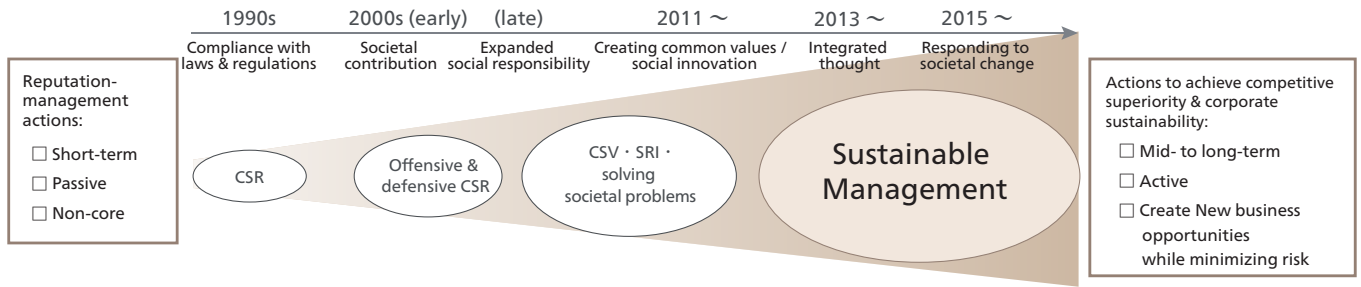 1990s
2000s (early)
(late)
2011 ～
2013 ～
2015 ～
Compliance with
laws & regulations
Societal
contribution
Expanded
social responsibility
Creating common values /
social innovation
Integrated
thought
Responding to
societal change
Reputation-
management
actions:
□ Short-term
□ Passive
□ Non-core
CSR
Offensive &
defensive CSR
CSV・SRI・
solving
societal problems
Sustainable
Management
Actions to achieve competitive
superiority & corporate
sustainability:
□ Mid- to long-term
□ Active
□ Create New business
opportunities
while minimizing risk